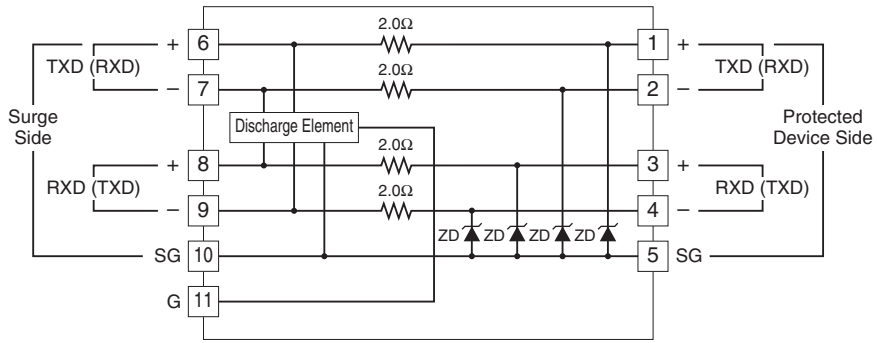 2.0Ω
+ 6 1 +
TXD (RXD) TXD (RXD)
2.0Ω
− 7 2 −
Surge Side
Discharge Element
Protected Device Side
2.0Ω
+ 8 3 +
RXD (TXD) RXD (TXD)
2.0Ω
− 9 4 −
ZD ZD ZD ZD
SG 10 5 SG
G 11